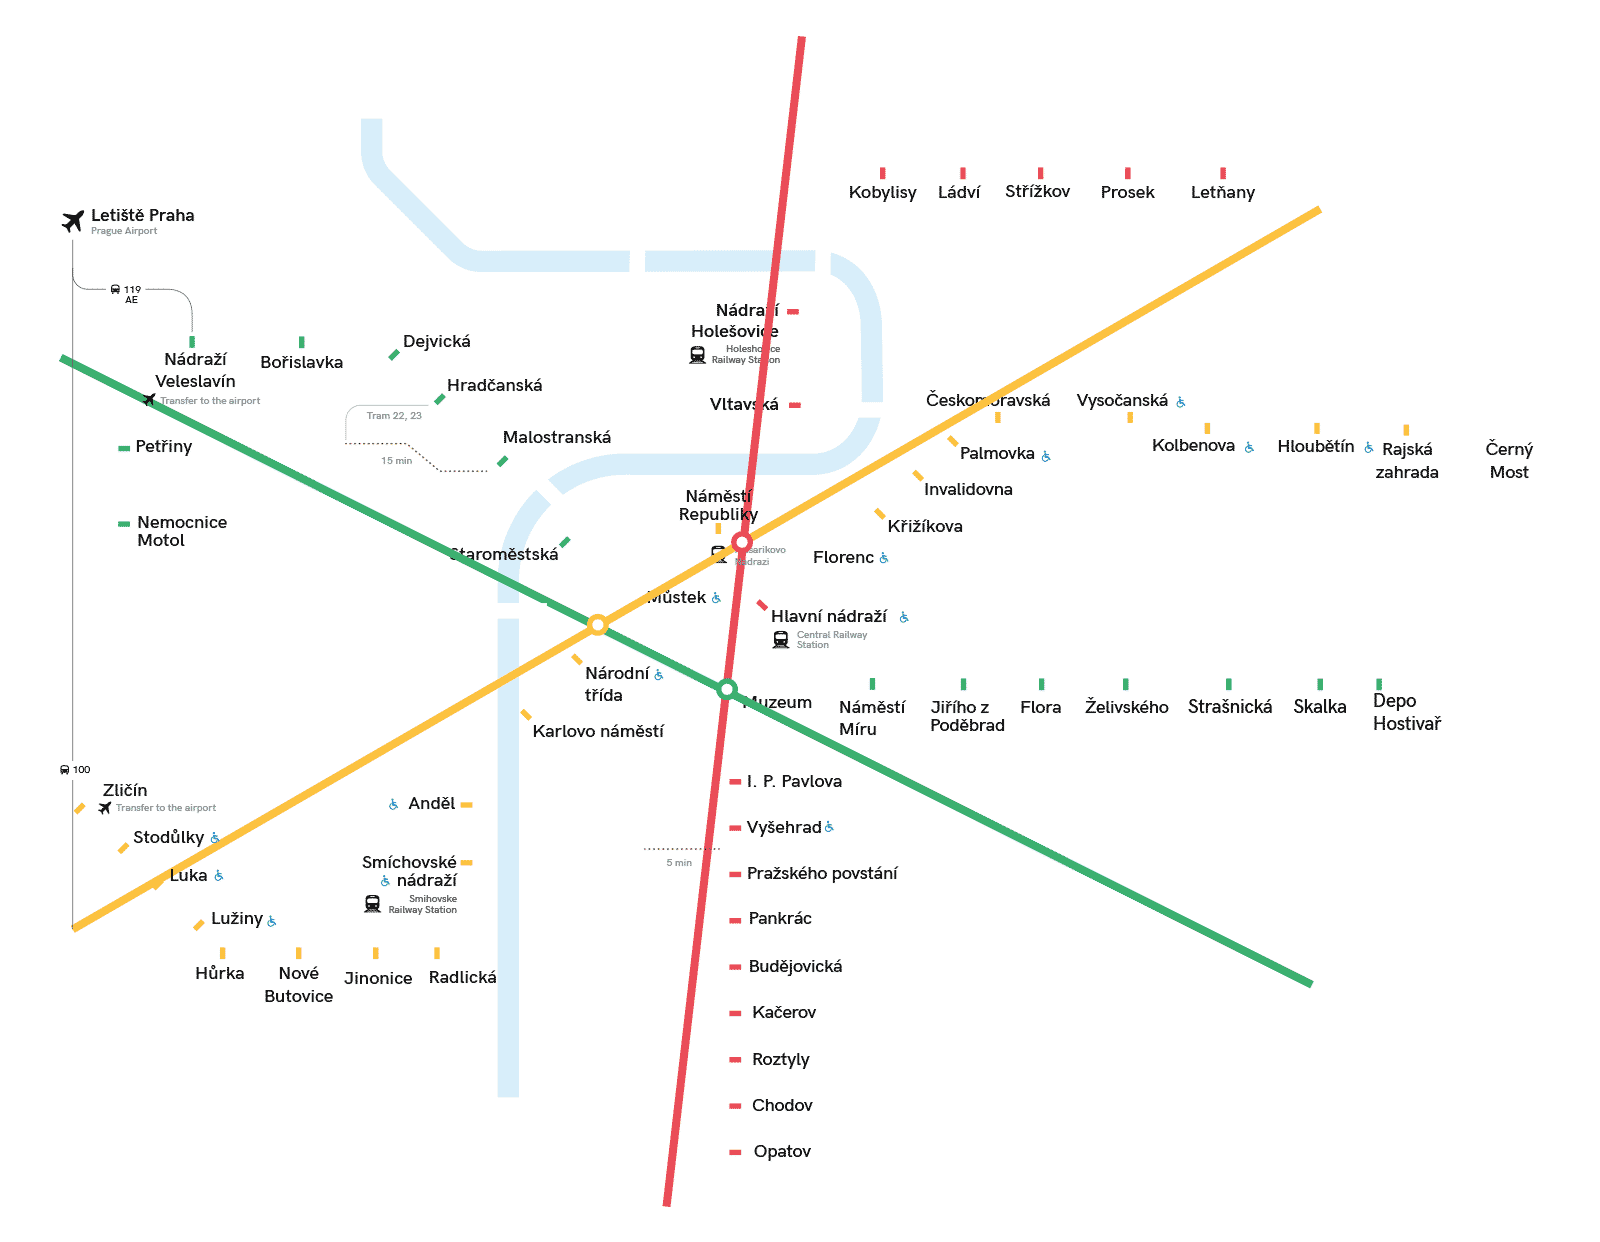 Kobylisy
Ládví
Střížkov
Prosek
Letňany
Letiště Praha
Prague Airport
119
AE
Nádraží
Holešovice
Holeshovice
Railway Station
Nádraží
Veleslavín
Transfer to the airport
Bořislavka
Dejvická
Hradčanská
Tram 22, 23
15 min
Malostranská
Vltavská
Českomoravská
Vysočanská
Kolbenova
Hloubětín
Rajská
zahrada
Černý
Most
Petřiny
Palmovka
Invalidovna
Křižíkova
Nemocnice
Motol
Náměstí
Republiky
Masarikovo
Nadrazi
Staroměstská
Florenc
Můstek
Hlavní nádraží
Central Railway
Station
Národní
třída
Karlovo náměstí
Muzeum
Náměstí
Míru
Jiřího z
Poděbrad
Flora
Želivského
Strašnická
Skalka
Depo
Hostivař
100
Zličín
Transfer to the airport
Stodůlky
Luka
Lužiny
Hůrka
Nové
Butovice
Jinonice
Radlická
Anděl
Smíchovské
nádraží
Smihovske
Railway Station
I. P. Pavlova
Vyšehrad
5 min
Pražského povstání
Pankrác
Budějovická
Kačerov
Roztyly
Chodov
Opatov